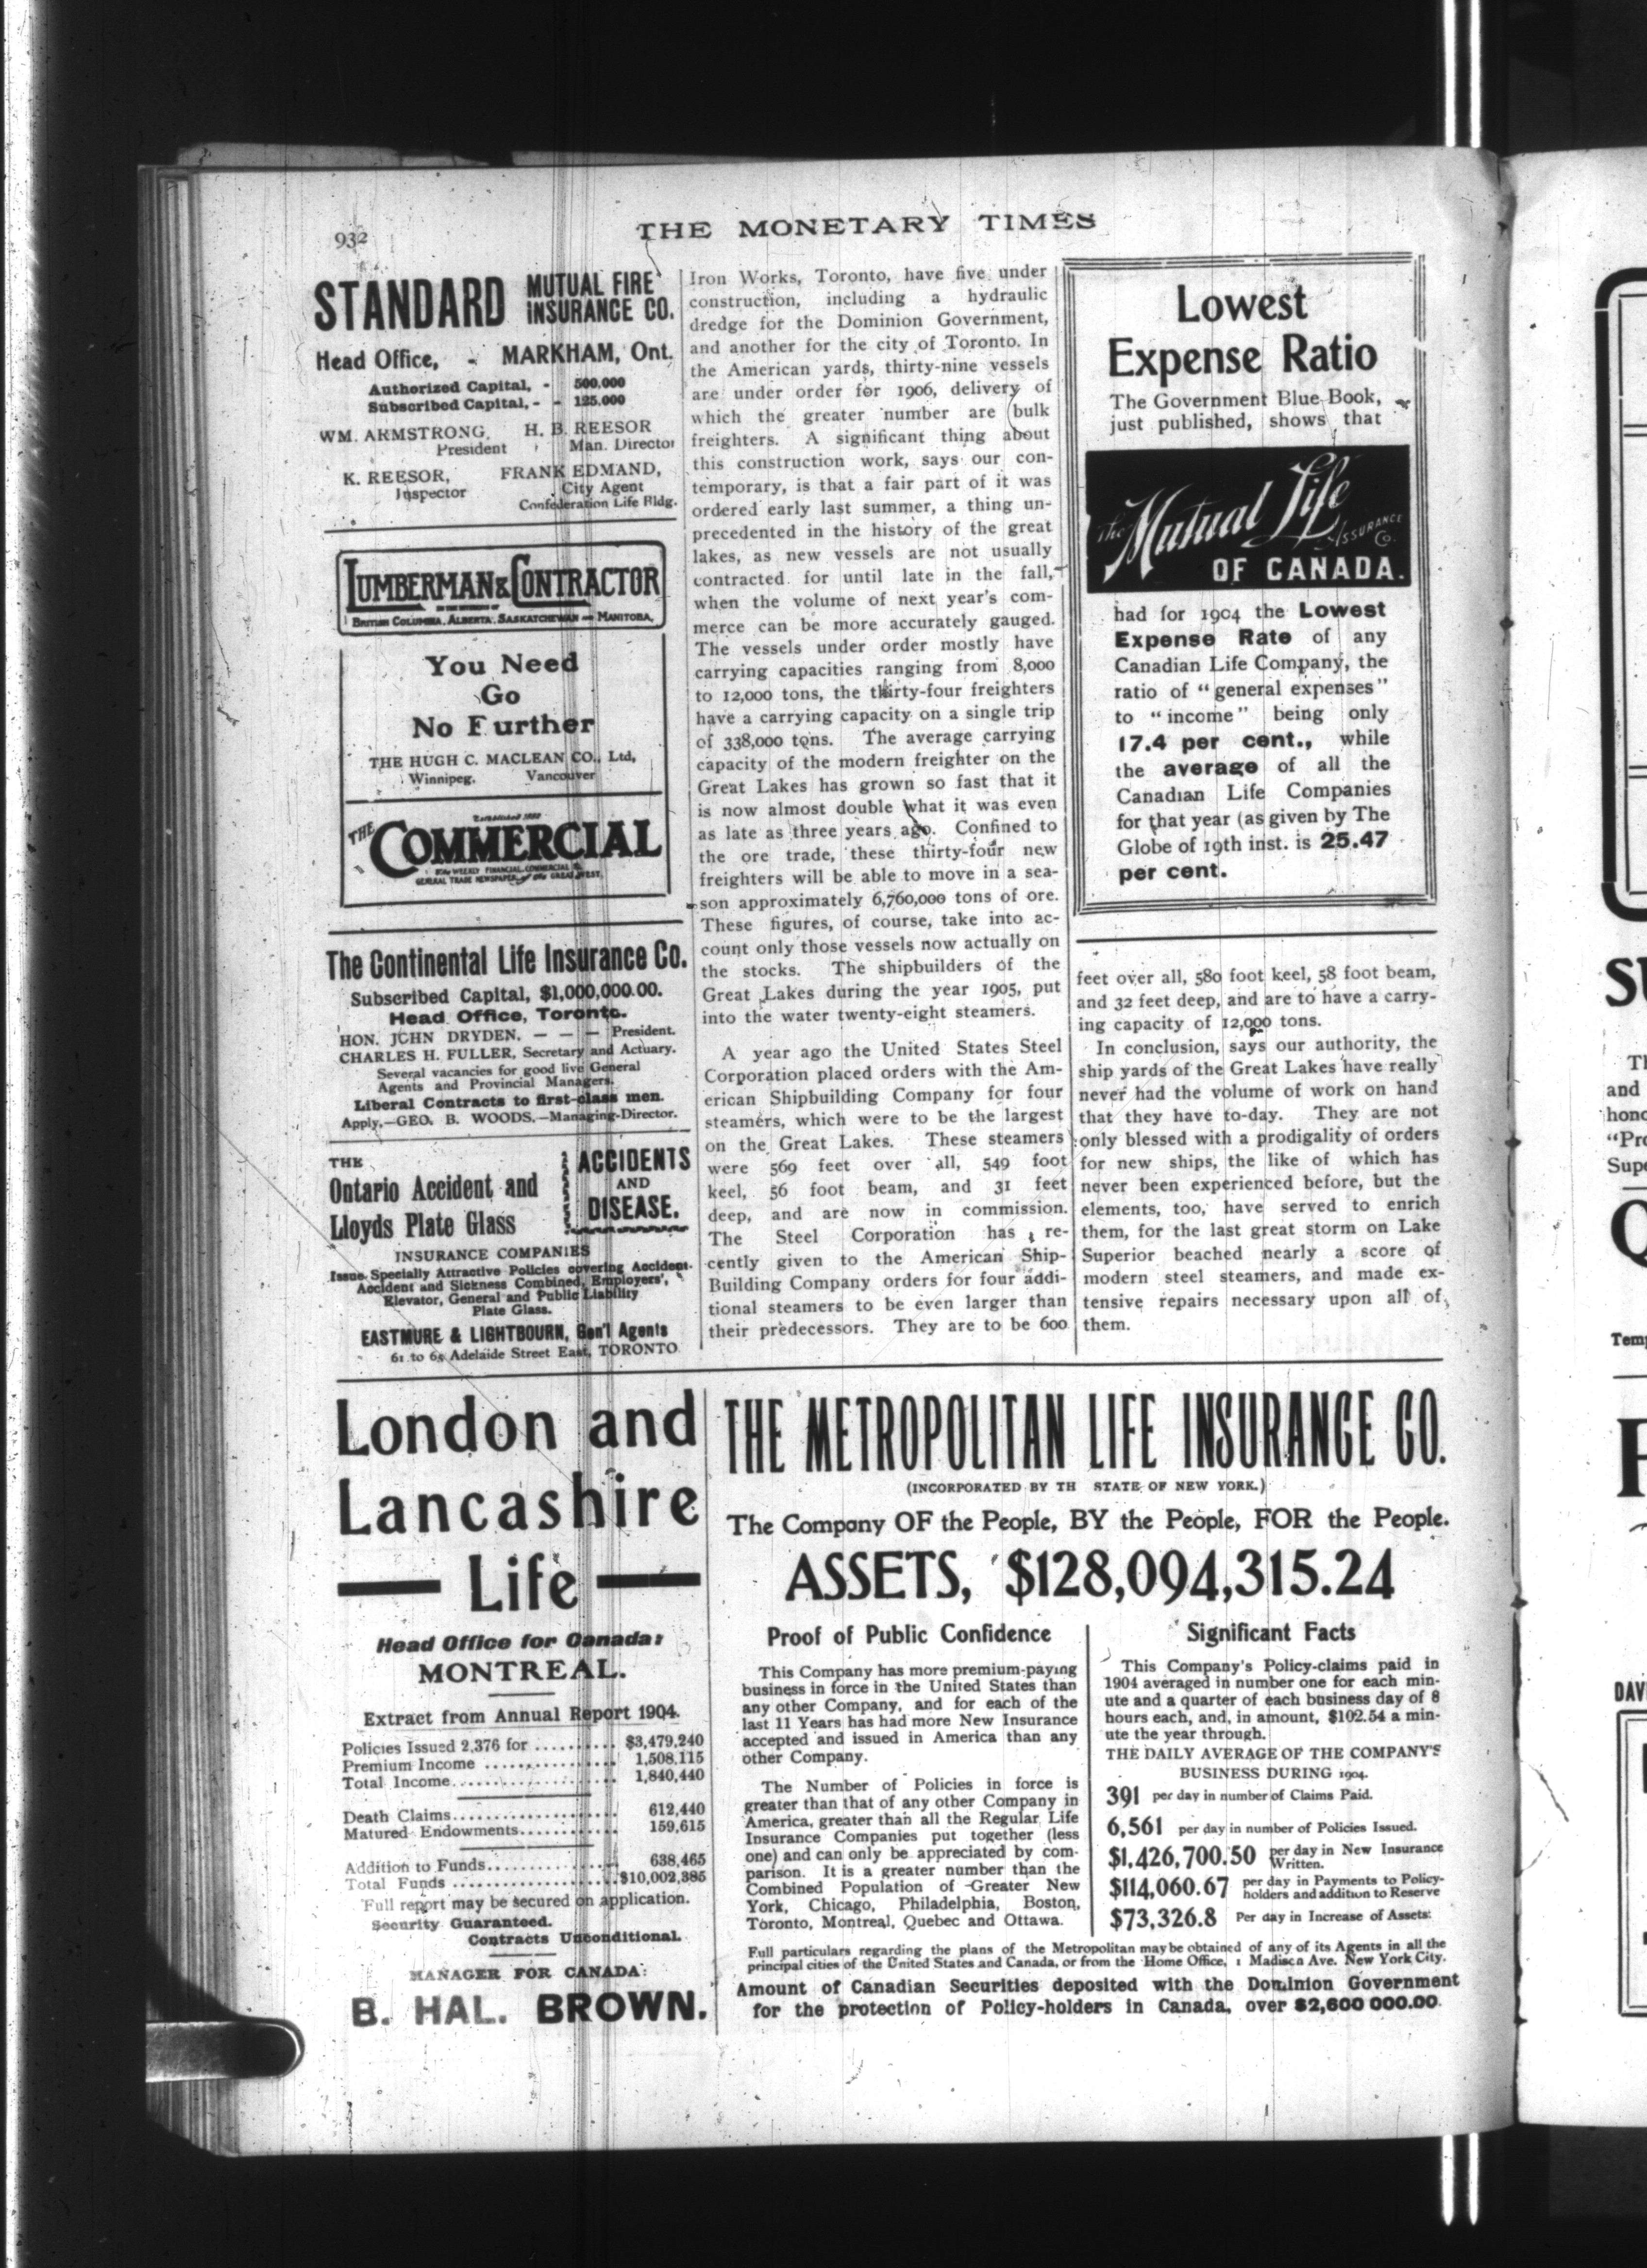 932
THE MONETARY TIMES
STANDARD MUTUAL FIRE
INSURANCE CO.
Head Office, - MARKHAM, Ont.
Authorized Capital, - 500,000
Subscribed Capital, - - 125,000
WM. ARMSTRONG, H. B. REESOR
President Man. Director
K. REESOR, FRANK EDMAND,
Inspector City Agent
Confederation Life Bldg.
LUMBERMAN & CONTRACTOR
BRITISH COLUMBIA, ALBERTA, SASKATCHEWAN — MANITOBA,
You Need
Go
No Further
THE HUGH C. MACLEAN CO., Ltd,
Winnipeg. Vancouver
Established 1882
THE COMMERCIAL
THE WEEKLY FINANCIAL, COMMERCIAL &
GENERAL TRADE NEWSPAPER OF THE GREAT WEST,
The Continental Life Insurance Co.
Subscribed Capital, $1,000,000.00.
Head Office, Toronto.
HON. JOHN DRYDEN, — — — President.
CHARLES H. FULLER, Secretary and Actuary.
Several vacancies for good live General
Agents and Provincial Managers.
Liberal Contracts to first-class men.
Apply,—GEO. B. WOODS.—Managing-Director.
THE
Ontario Accident and
Lloyds Plate Glass
ACCIDENTS
AND
DISEASE.
INSURANCE COMPANIES
Issue Specially Attractive Policies covering Accident.
Accident and Sickness Combined, Employers',
Elevator, General and Public Liability
Plate Glass.
EASTMURE & LIGHTBOURN, Gen'l Agents
61 to 65 Adelaide Street East, TORONTO
Iron Works, Toronto, have five under
construction, including a hydraulic
dredge for the Dominion Government,
and another for the city of Toronto. In
the American yards, thirty-nine vessels
are under order for 1906, delivery of
which the greater number are bulk
freighters. A significant thing about
this construction work, says our con-
temporary, is that a fair part of it was
ordered early last summer, a thing un-
precedented in the history of the great
lakes, as new vessels are not usually
contracted for until late in the fall,
when the volume of next year's com-
merce can be more accurately gauged.
The vessels under order mostly have
carrying capacities ranging from 8,000
to 12,000 tons, the thirty-four freighters
have a carrying capacity on a single trip
of 338,000 tons. The average carrying
capacity of the modern freighter on the
Great Lakes has grown so fast that it
is now almost double what it was even
as late as three years ago. Confined to
the ore trade, these thirty-four new
freighters will be able to move in a sea-
son approximately 6,760,000 tons of ore.
These figures, of course, take into ac-
count only those vessels now actually on
the stocks. The shipbuilders of the
Great Lakes during the year 1905, put
into the water twenty-eight steamers.
A year ago the United States Steel
Corporation placed orders with the Am-
erican Shipbuilding Company for four
steamers, which were to be the largest
on the Great Lakes. These steamers
were 569 feet over all, 549 foot
keel, 56 foot beam, and 31 feet
deep, and are now in commission.
The Steel Corporation has re-
cently given to the American Ship-
Building Company orders for four addi-
tional steamers to be even larger than
their predecessors. They are to be 600
Lowest
Expense Ratio
The Government Blue Book,
just published, shows that
The Mutual Life
ASSURANCE
Co.
OF CANADA.
had for 1904 the Lowest
Expense Rate of any
Canadian Life Company, the
ratio of "general expenses"
to "income" being only
17.4 per cent., while
the average of all the
Canadian Life Companies
for that year (as given by The
Globe of 19th inst. is 25.47
per cent.
feet over all, 580 foot keel, 58 foot beam,
and 32 feet deep, and are to have a carry-
ing capacity of 12,000 tons.
In conclusion, says our authority, the
ship yards of the Great Lakes have really
never had the volume of work on hand
that they have to-day. They are not
only blessed with a prodigality of orders
for new ships, the like of which has
never been experienced before, but the
elements, too, have served to enrich
them, for the last great storm on Lake
Superior beached nearly a score of
modern steel steamers, and made ex-
tensive repairs necessary upon all of
them.
London and
Lancashire
Life
Head Office for Canada:
MONTREAL.
Extract from Annual Report 1904.
Policies Issued 2,376 for .......... $3,479,240
Premium Income ................ 1,508,115
Total Income.................... 1,840,440
Death Claims.................... 612,440
Matured Endowments............ 159,615
Addition to Funds................ 638,465
Total Funds .................... $10,002,385
Full report may be secured on application.
Security Guaranteed.
Contracts Unconditional.
MANAGER FOR CANADA:
B. HAL. BROWN.
THE METROPOLITAN LIFE INSURANCE CO.
(INCORPORATED BY TH STATE OF NEW YORK.)
The Company OF the People, BY the People, FOR the People.
ASSETS, $128,094,315.24
Proof of Public Confidence
This Company has more premium-paying
business in force in the United States than
any other Company, and for each of the
last 11 Years has had more New Insurance
accepted and issued in America than any
other Company.
The Number of Policies in force is
greater than that of any other Company in
America, greater than all the Regular Life
Insurance Companies put together (less
one) and can only be appreciated by com-
parison. It is a greater number than the
Combined Population of Greater New
York, Chicago, Philadelphia, Boston,
Toronto, Montreal, Quebec and Ottawa.
Significant Facts
This Company's Policy-claims paid in
1904 averaged in number one for each min-
ute and a quarter of each business day of 8
hours each, and, in amount, $102.54 a min-
ute the year through.
THE DAILY AVERAGE OF THE COMPANY'S
BUSINESS DURING 1904.
391 per day in number of Claims Paid.
6,561 per day in number of Policies Issued.
$1,426,700.50 per day in New Insurance
Written.
$114,060.67 per day in Payments to Policy-
holders and addition to Reserve
$73,326.8 Per day in Increase of Assets.
Full particulars regarding the plans of the Metropolitan may be obtained of any of its Agents in all the
principal cities of the United States and Canada, or from the Home Office, 1 Madison Ave. New York City.
Amount of Canadian Securities deposited with the Dominion Government
for the protection of Policy-holders in Canada, over $2,600 000.00.